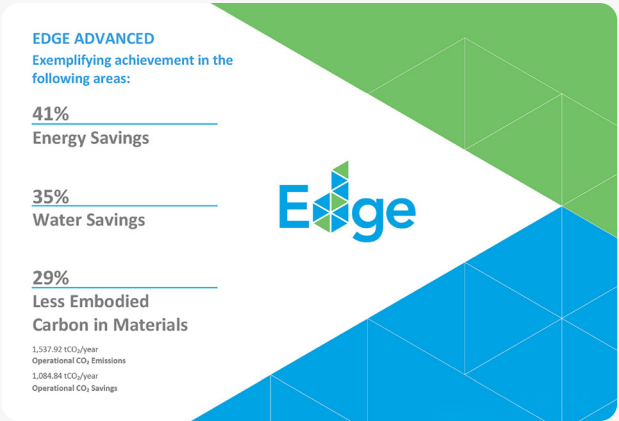 EDGE ADVANCED
Exemplifying achievement in the
following areas:
41%
Energy Savings
35%
Water Savings
29%
Less Embodied
Carbon in Materials
1,537.92 tCO₂/year
Operational CO₂ Emissions
1,084.84 tCO₂/year
Operational CO₂ Savings
Edge